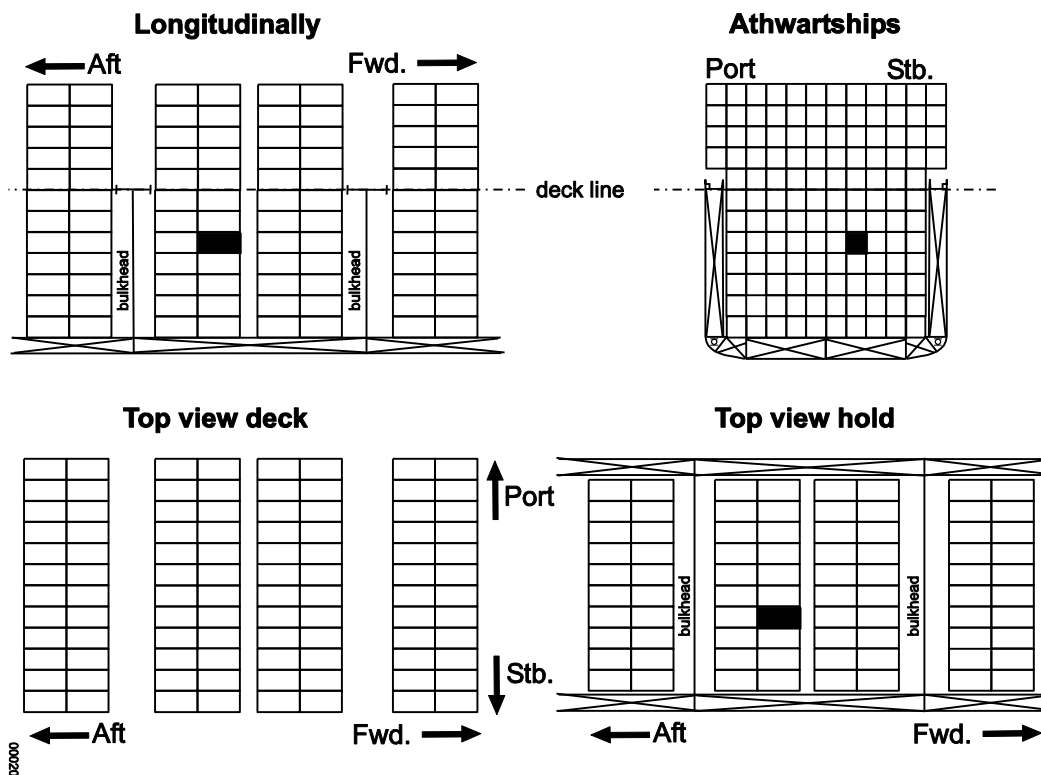 Longitudinally
Athwartships
Aft
Fwd.
Port
Stb.
deck line
bulkhead
bulkhead
Top view deck
Top view hold
Port
Stb.
bulkhead
bulkhead
Aft
Fwd.
Aft
Fwd.
00020